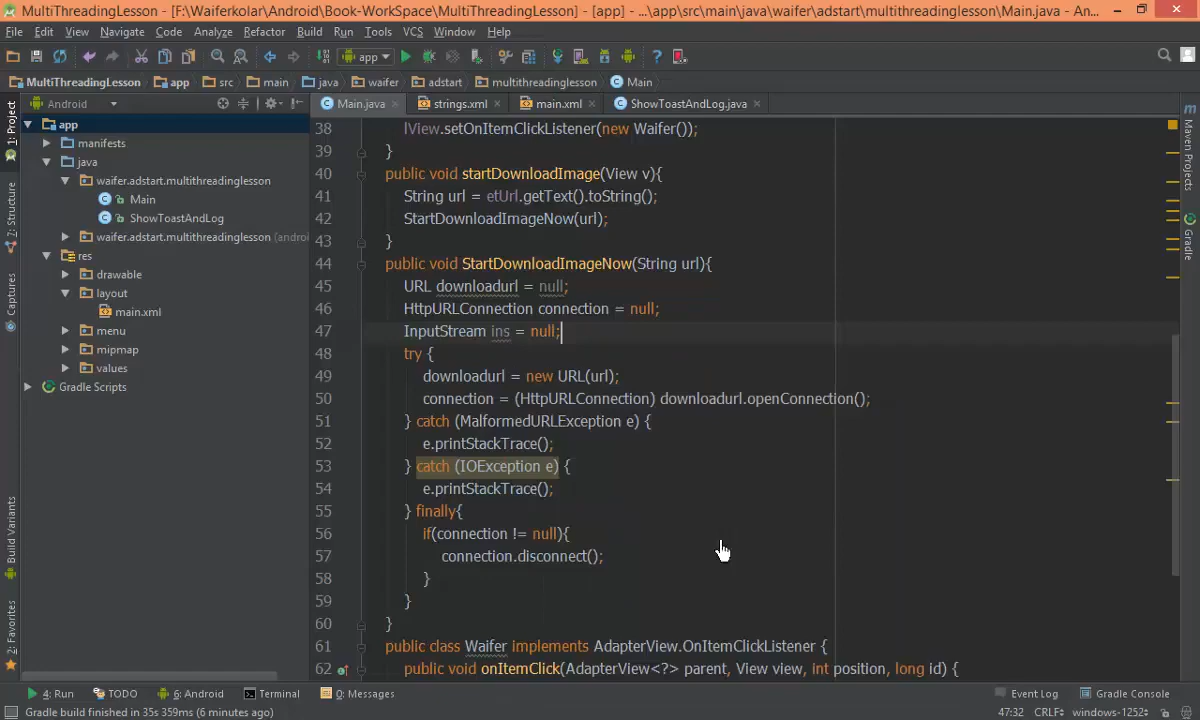 MultiThreadingLesson - [F:\Waiferkolar\Android\Book-WorkSpace\MultiThreadingLesson] - [app] - ...\app\src\main\java\waifer\adstart\multithreadinglesson\Main.java - An...
File Edit View Navigate Code Analyze Refactor Build Run Tools VCS Window Help
app
MultiThreadingLesson app src main java waifer adstart multithreadinglesson Main
Android
Main.java strings.xml main.xml ShowToastAndLog.java
1: Project
Z: Structure
Captures
Build Variants
2: Favorites
app
manifests
java
waifer.adstart.multithreadinglesson
Main
ShowToastAndLog
waifer.adstart.multithreadinglesson (andro
res
drawable
layout
main.xml
menu
mipmap
values
Gradle Scripts
38 lView.setOnItemClickListener(new Waifer());
39 }
40 public void startDownloadImage(View v){
41 String url = etUrl.getText().toString();
42 StartDownloadImageNow(url);
43 }
44 public void StartDownloadImageNow(String url){
45 URL downloadurl = null;
46 HttpURLConnection connection = null;
47 InputStream ins = null;
48 try {
49 downloadurl = new URL(url);
50 connection = (HttpURLConnection) downloadurl.openConnection();
51 } catch (MalformedURLException e) {
52 e.printStackTrace();
53 } catch (IOException e) {
54 e.printStackTrace();
55 } finally{
56 if(connection != null){
57 connection.disconnect();
58 }
59 }
60 }
61 public class Waifer implements AdapterView.OnItemClickListener {
62 public void onItemClick(AdapterView<?> parent, View view, int position, long id) {
Maven Projects
Gradle
4: Run TODO 6: Android Terminal 0: Messages Event Log Gradle Console
Gradle build finished in 35s 359ms (6 minutes ago) 47:32 CRLF: windows-1252: